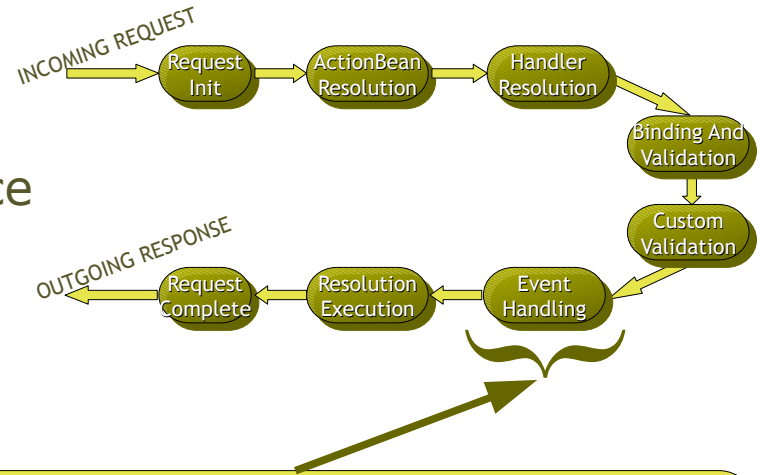 INCOMING REQUEST
Request
Init
ActionBean
Resolution
Handler
Resolution
Binding And
Validation
Custom
Validation
Event
Handling
Resolution
Execution
Request
Complete
OUTGOING RESPONSE